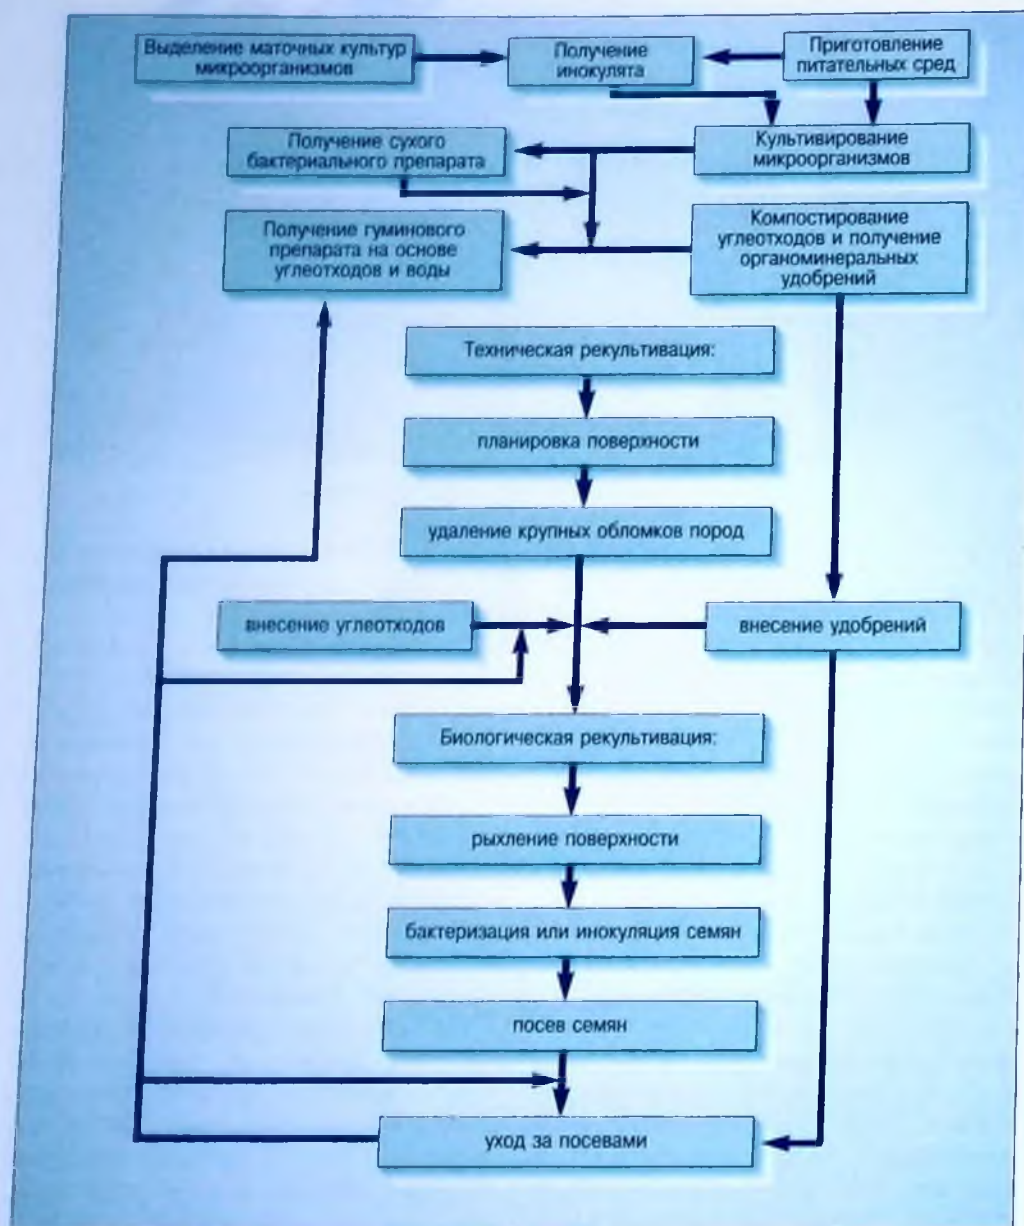 Выделение маточных культур
микроорганизмов
Получение
инокулята
Приготовление
питательных сред
Получение сухого
бактериального препарата
Культивирование
микроорганизмов
Получение гуминового
препарата на основе
углеотходов и воды
Компостирование
углеотходов и получение
органоминеральных
удобрений
Техническая рекультивация:
планировка поверхности
удаление крупных обломков пород
внесение углеотходов
внесение удобрений
Биологическая рекультивация:
рыхление поверхности
бактеризация или инокуляция семян
посев семян
уход за посевами